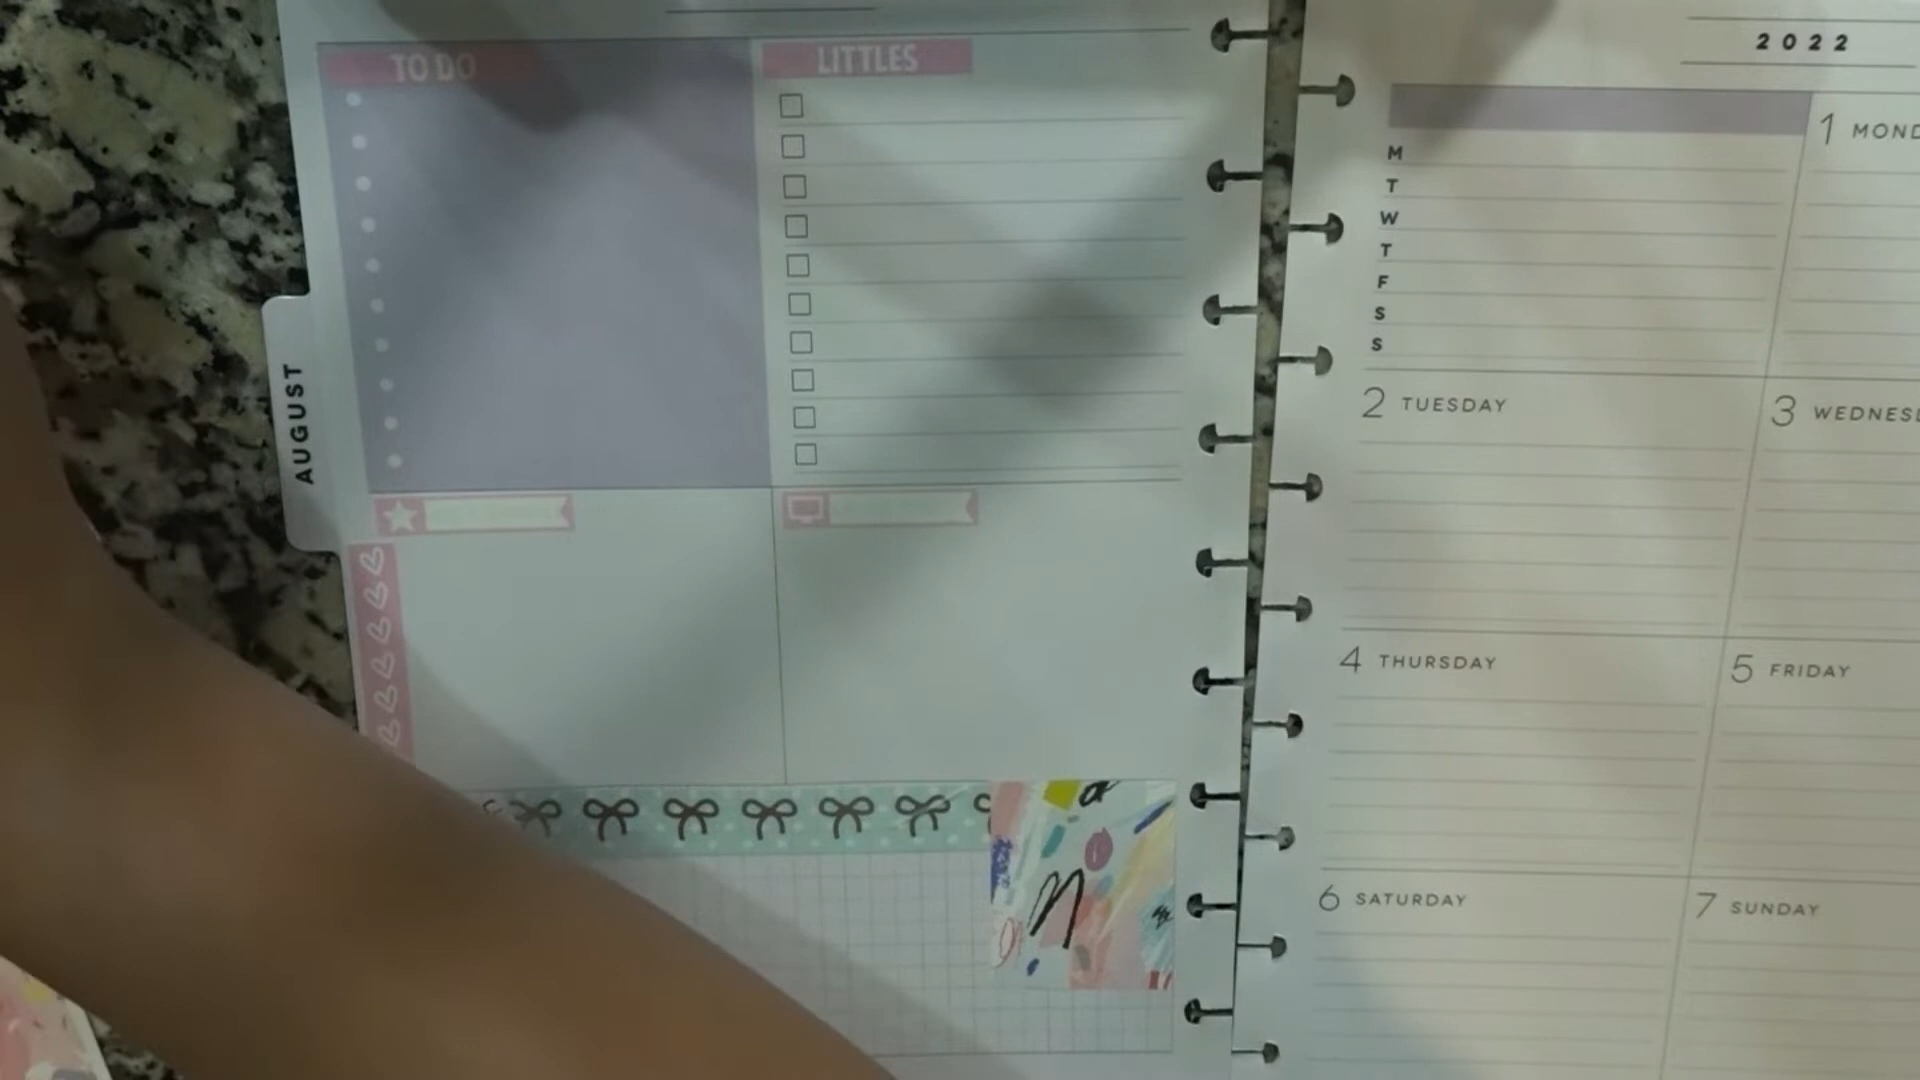 TO DO
LITTLES
AUGUST
2022
M
T
W
T
F
S
S
1 MOND
2 TUESDAY
3 WEDNES
4 THURSDAY
5 FRIDAY
6 SATURDAY
7 SUNDAY